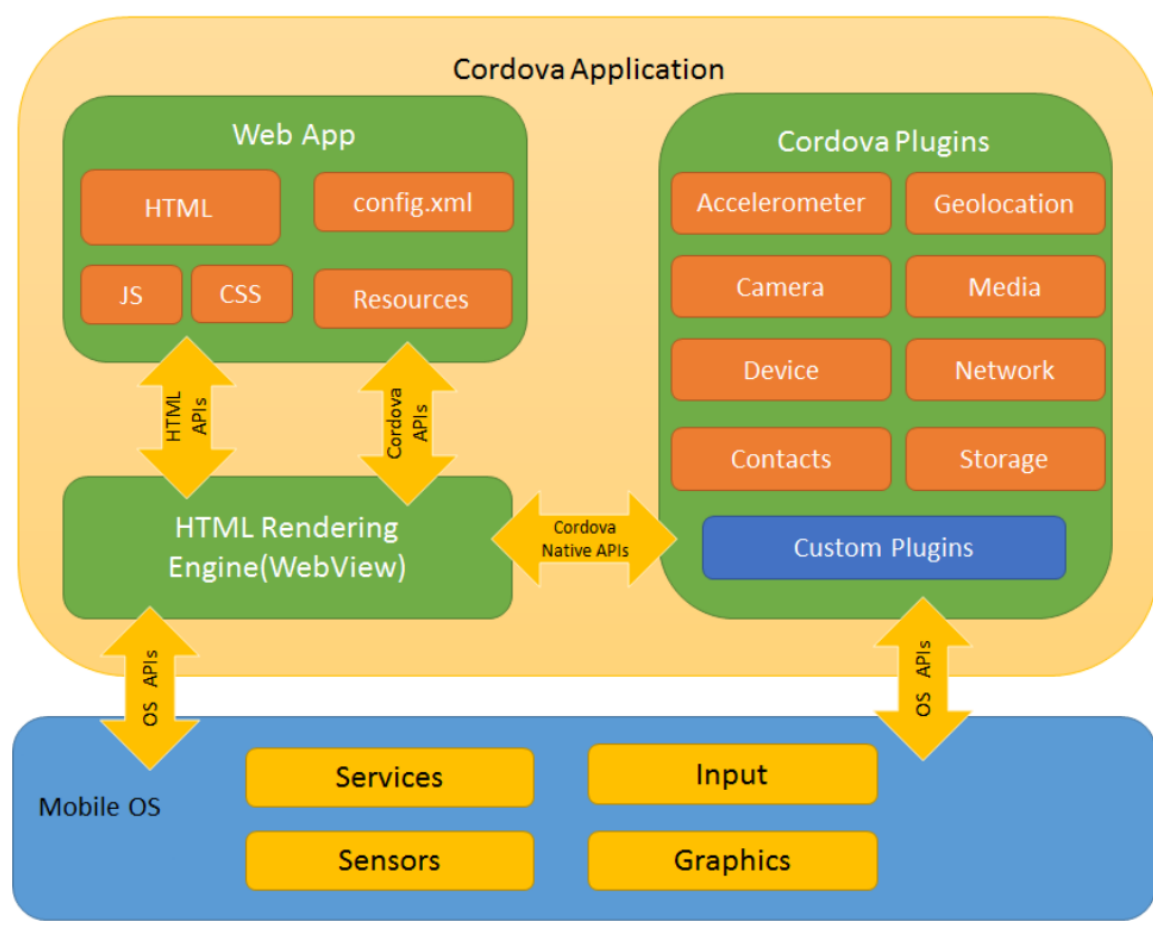 Cordova Application
Web App
HTML
config.xml
JS
CSS
Resources
HTML
APIs
Cordova
APIs
HTML Rendering
Engine(WebView)
Cordova
Native APIs
Cordova Plugins
Accelerometer
Geolocation
Camera
Media
Device
Network
Contacts
Storage
Custom Plugins
OS APIs
OS APIs
Mobile OS
Services
Input
Sensors
Graphics